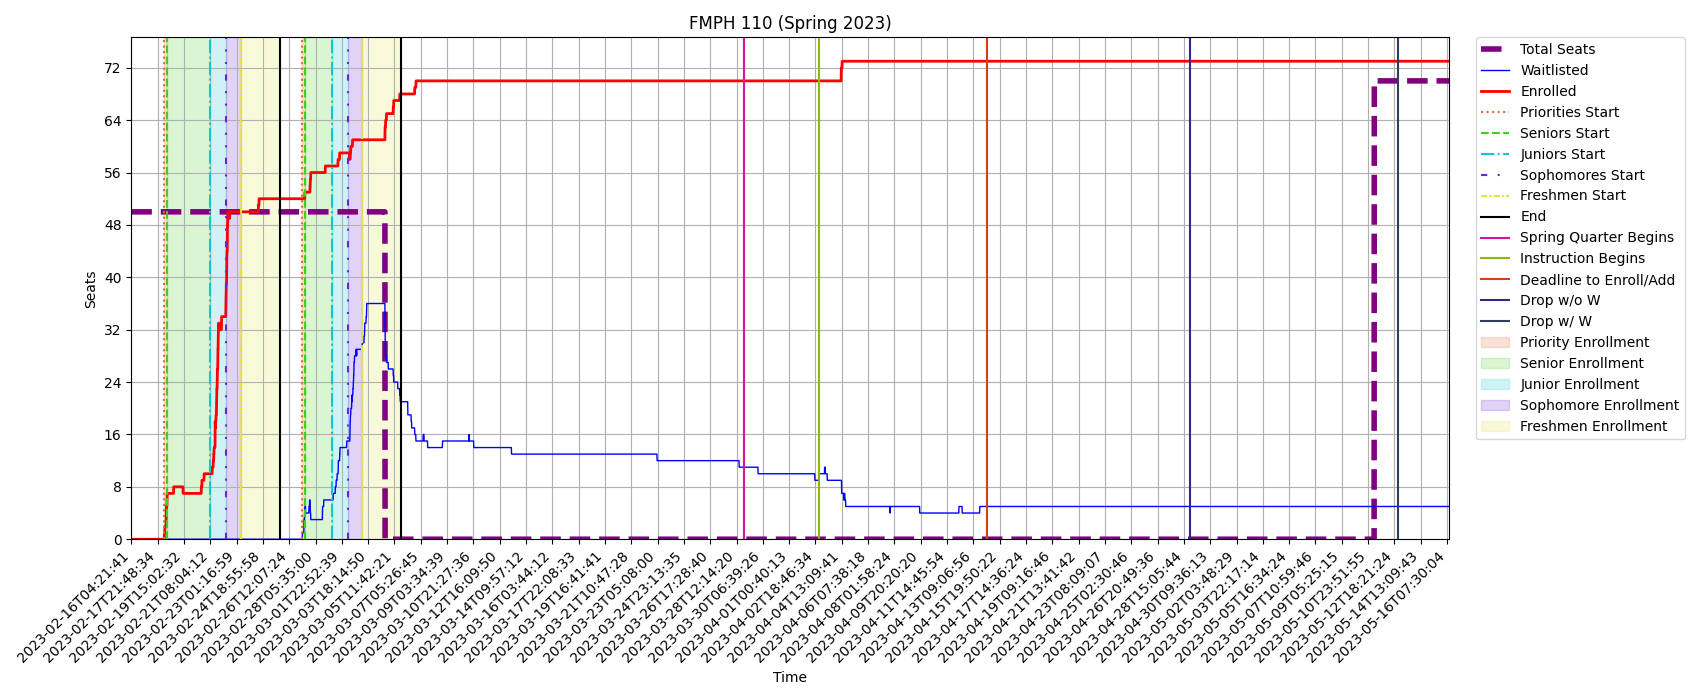 FMPH 110 (Spring 2023)
Seats
72
64
56
48
40
32
24
16
8
0
2023-02-16T04:21:41
2023-02-17T21:48:34
2023-02-19T15:02:32
2023-02-21T08:04:12
2023-02-23T01:16:59
2023-02-24T18:55:58
2023-02-26T12:07:24
2023-02-28T05:35:00
2023-03-01T22:52:39
2023-03-03T18:14:50
2023-03-05T11:42:21
2023-03-07T05:26:45
2023-03-09T03:34:39
2023-03-10T21:27:36
2023-03-12T16:09:50
2023-03-14T09:57:12
2023-03-16T03:44:12
2023-03-17T22:08:33
2023-03-19T16:41:41
2023-03-21T10:47:28
2023-03-23T05:08:00
2023-03-24T23:13:35
2023-03-26T17:28:40
2023-03-28T12:14:20
2023-03-30T06:39:26
2023-04-01T00:40:13
2023-04-02T18:46:34
2023-04-04T13:09:41
2023-04-06T07:38:18
2023-04-08T01:58:24
2023-04-09T20:20:20
2023-04-11T14:45:54
2023-04-13T09:06:56
2023-04-15T19:50:22
2023-04-17T14:36:24
2023-04-19T09:16:46
2023-04-21T13:41:42
2023-04-23T08:09:07
2023-04-25T02:30:46
2023-04-26T20:49:36
2023-04-28T15:05:44
2023-04-30T09:36:13
2023-05-02T03:48:29
2023-05-03T22:17:14
2023-05-05T16:34:24
2023-05-07T10:59:46
2023-05-09T05:25:15
2023-05-10T23:51:55
2023-05-12T18:21:24
2023-05-14T13:09:43
2023-05-16T07:30:04
Time
Total Seats
Waitlisted
Enrolled
Priorities Start
Seniors Start
Juniors Start
Sophomores Start
Freshmen Start
End
Spring Quarter Begins
Instruction Begins
Deadline to Enroll/Add
Drop w/o W
Drop w/ W
Priority Enrollment
Senior Enrollment
Junior Enrollment
Sophomore Enrollment
Freshmen Enrollment